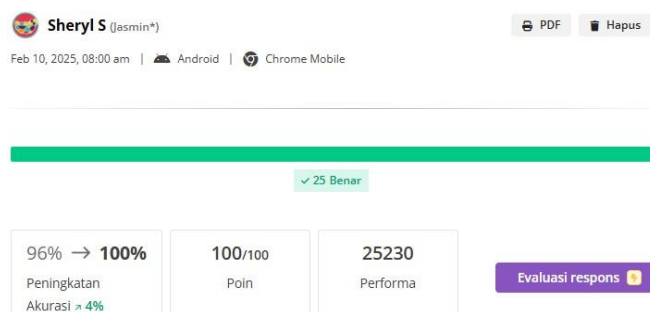 Sheryl S (Jasmin*)
PDF
Hapus
Feb 10, 2025, 08:00 am | Android | Chrome Mobile
✓ 25 Benar
96% → 100%
Peningkatan
Akurasi ↗ 4%
100/100
Poin
25230
Performa
Evaluasi respons